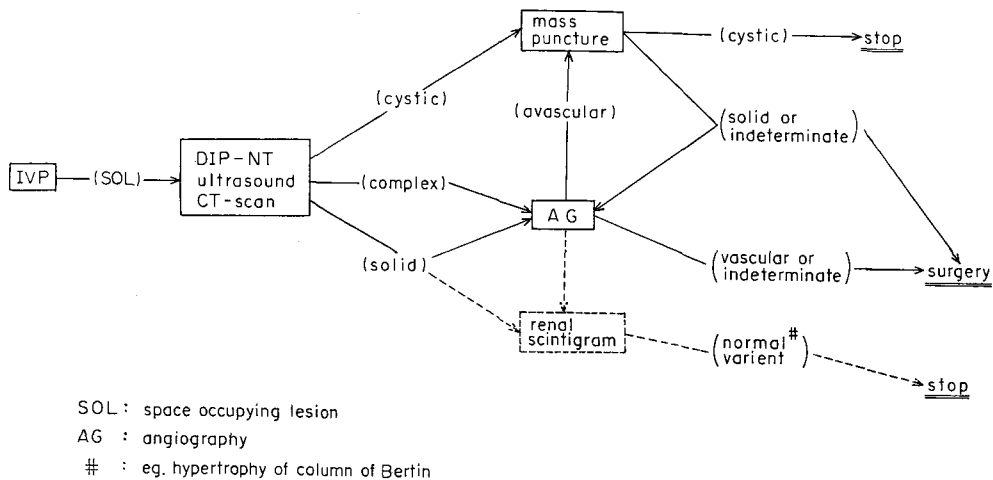 mass
puncture
(cystic)
stop
(cystic)
(avascular)
(solid or
indeterminate)
IVP
(SOL)
DIP-NT
ultrasound
CT-scan
(complex)
AG
(solid)
(vascular or
indeterminate)
surgery
renal
scintigram
(normal #
varient)
stop
SOL: space occupying lesion
AG : angiography
# : eg. hypertrophy of column of Bertin